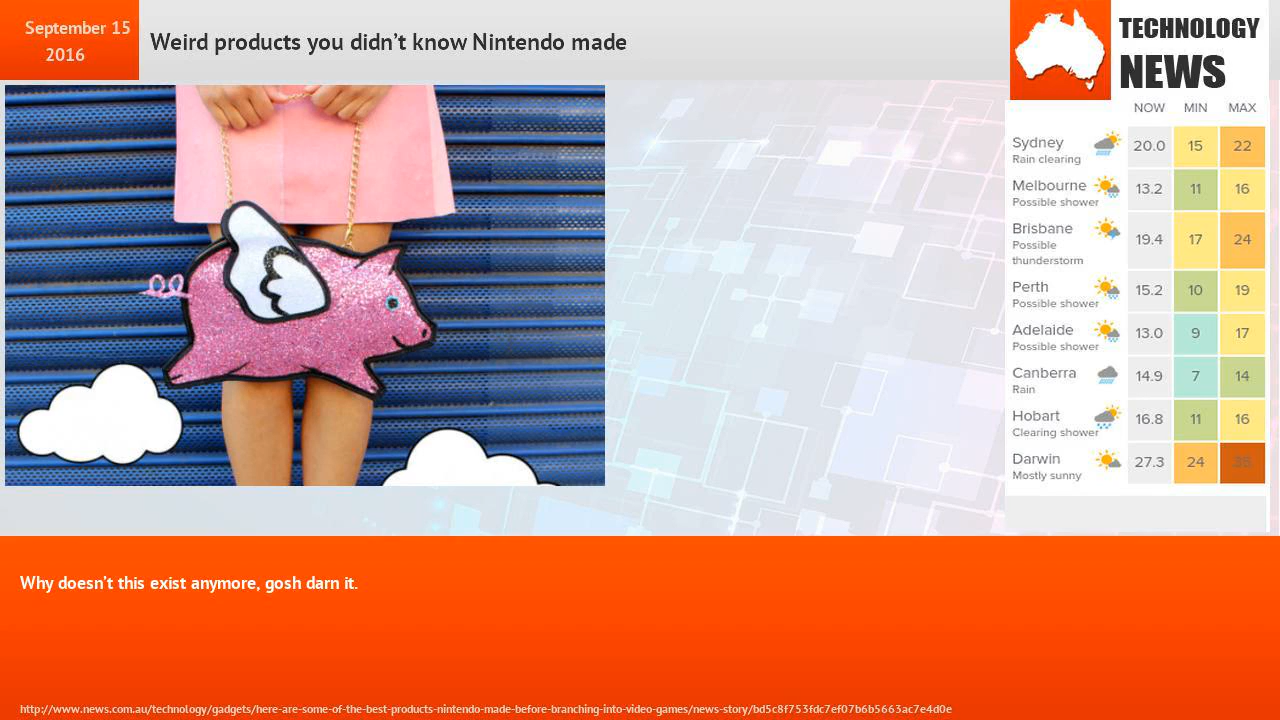 September 15
2016
Weird products you didn’t know Nintendo made
TECHNOLOGY
NEWS
NOW MIN MAX
Sydney
Rain clearing
20.0 15 22
Melbourne
Possible shower
13.2 11 16
Brisbane
Possible
thunderstorm
19.4 17 24
Perth
Possible shower
15.2 10 19
Adelaide
Possible shower
13.0 9 17
Canberra
Rain
14.9 7 14
Hobart
Clearing shower
16.8 11 16
Darwin
Mostly sunny
27.3 24
Why doesn’t this exist anymore, gosh darn it.
http://www.news.com.au/technology/gadgets/here-are-some-of-the-best-products-nintendo-made-before-branching-into-video-games/news-story/bd5c8f753fdc7ef07b6b5663ac7e4d0e